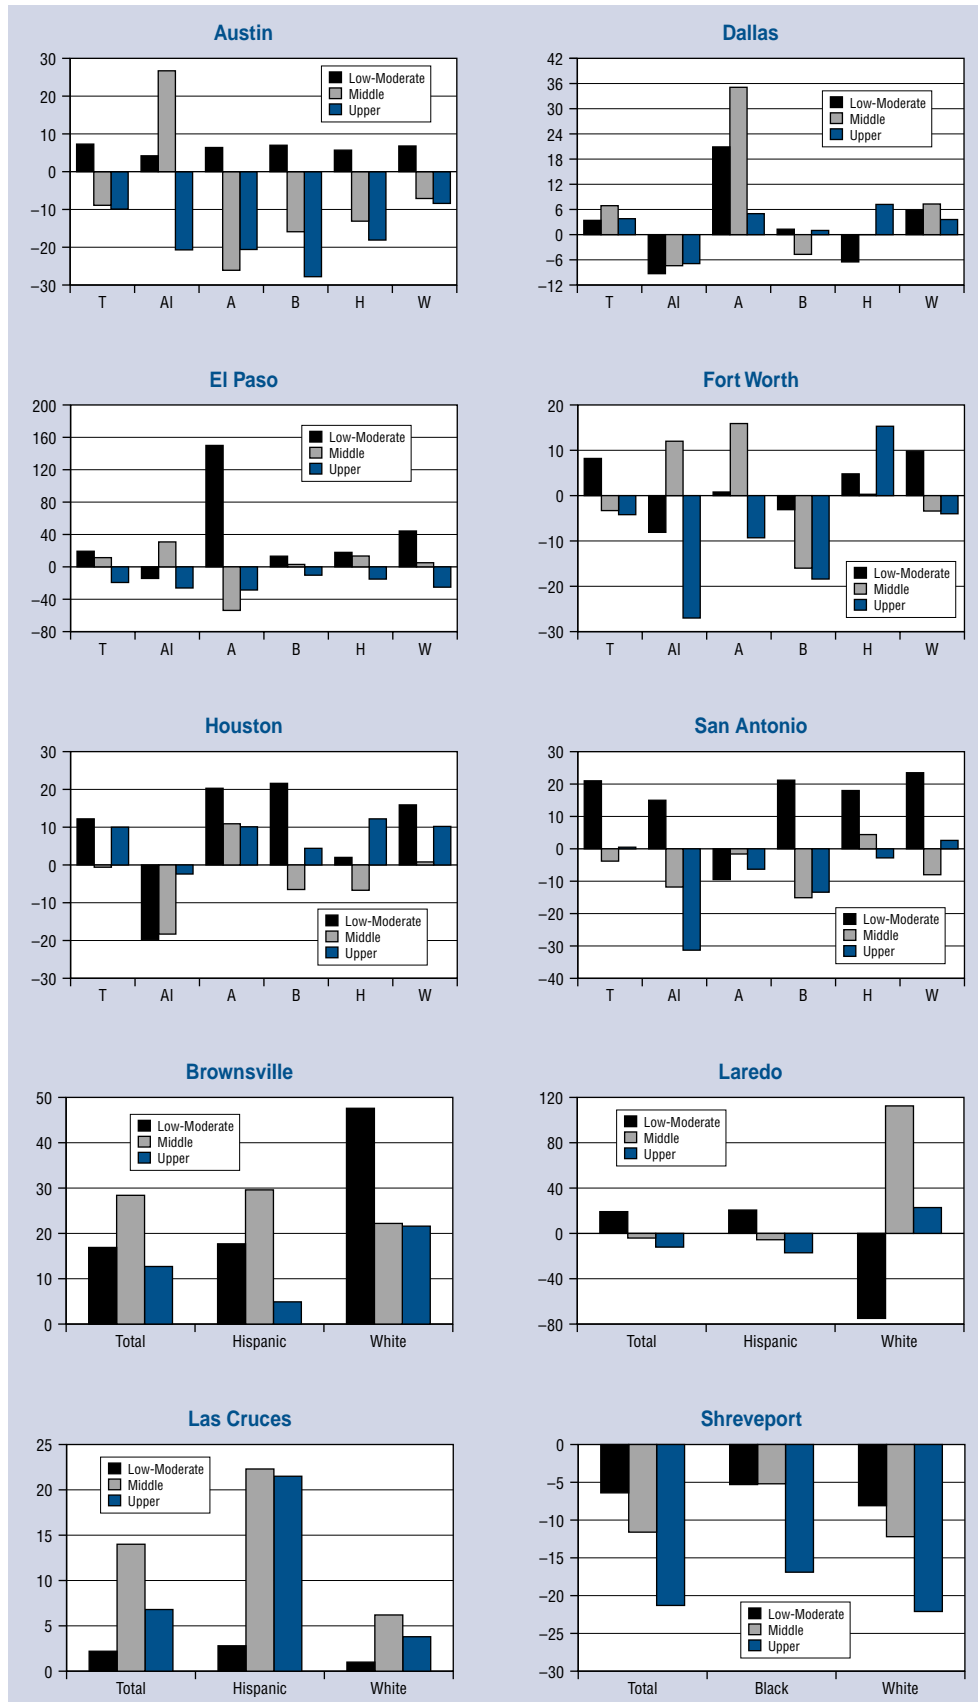 Austin
30
20
10
0
−10
−20
−30
Low-Moderate
Middle
Upper
T AI A B H W
Dallas
42
36
30
24
18
12
6
0
−6
−12
Low-Moderate
Middle
Upper
T AI A B H W
El Paso
200
160
120
80
40
0
−40
−80
Low-Moderate
Middle
Upper
T AI A B H W
Fort Worth
20
10
0
−10
−20
−30
Low-Moderate
Middle
Upper
T AI A B H W
Houston
30
20
10
0
−10
−20
−30
Low-Moderate
Middle
Upper
T AI A B H W
San Antonio
30
20
10
0
−10
−20
−30
−40
Low-Moderate
Middle
Upper
T AI A B H W
Brownsville
50
40
30
20
10
0
Low-Moderate
Middle
Upper
Total Hispanic White
Laredo
120
80
40
0
−40
−80
Low-Moderate
Middle
Upper
Total Hispanic White
Las Cruces
25
20
15
10
5
0
Low-Moderate
Middle
Upper
Total Hispanic White
Shreveport
0
−5
−10
−15
−20
−25
−30
Low-Moderate
Middle
Upper
Total Black White